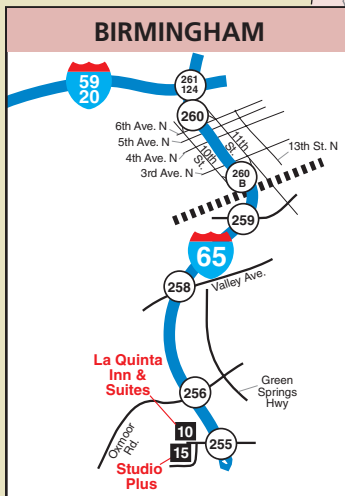 BIRMINGHAM
59
20
261
124
260
6th Ave. N
5th Ave. N
4th Ave. N
3rd Ave. N
10th
St.
11th
St.
13th St. N
260
B
259
65
258
Valley Ave.
La Quinta
Inn &
Suites
256
Green
Springs
Hwy
Oxmoor
Rd.
10
15
255
Studio
Plus